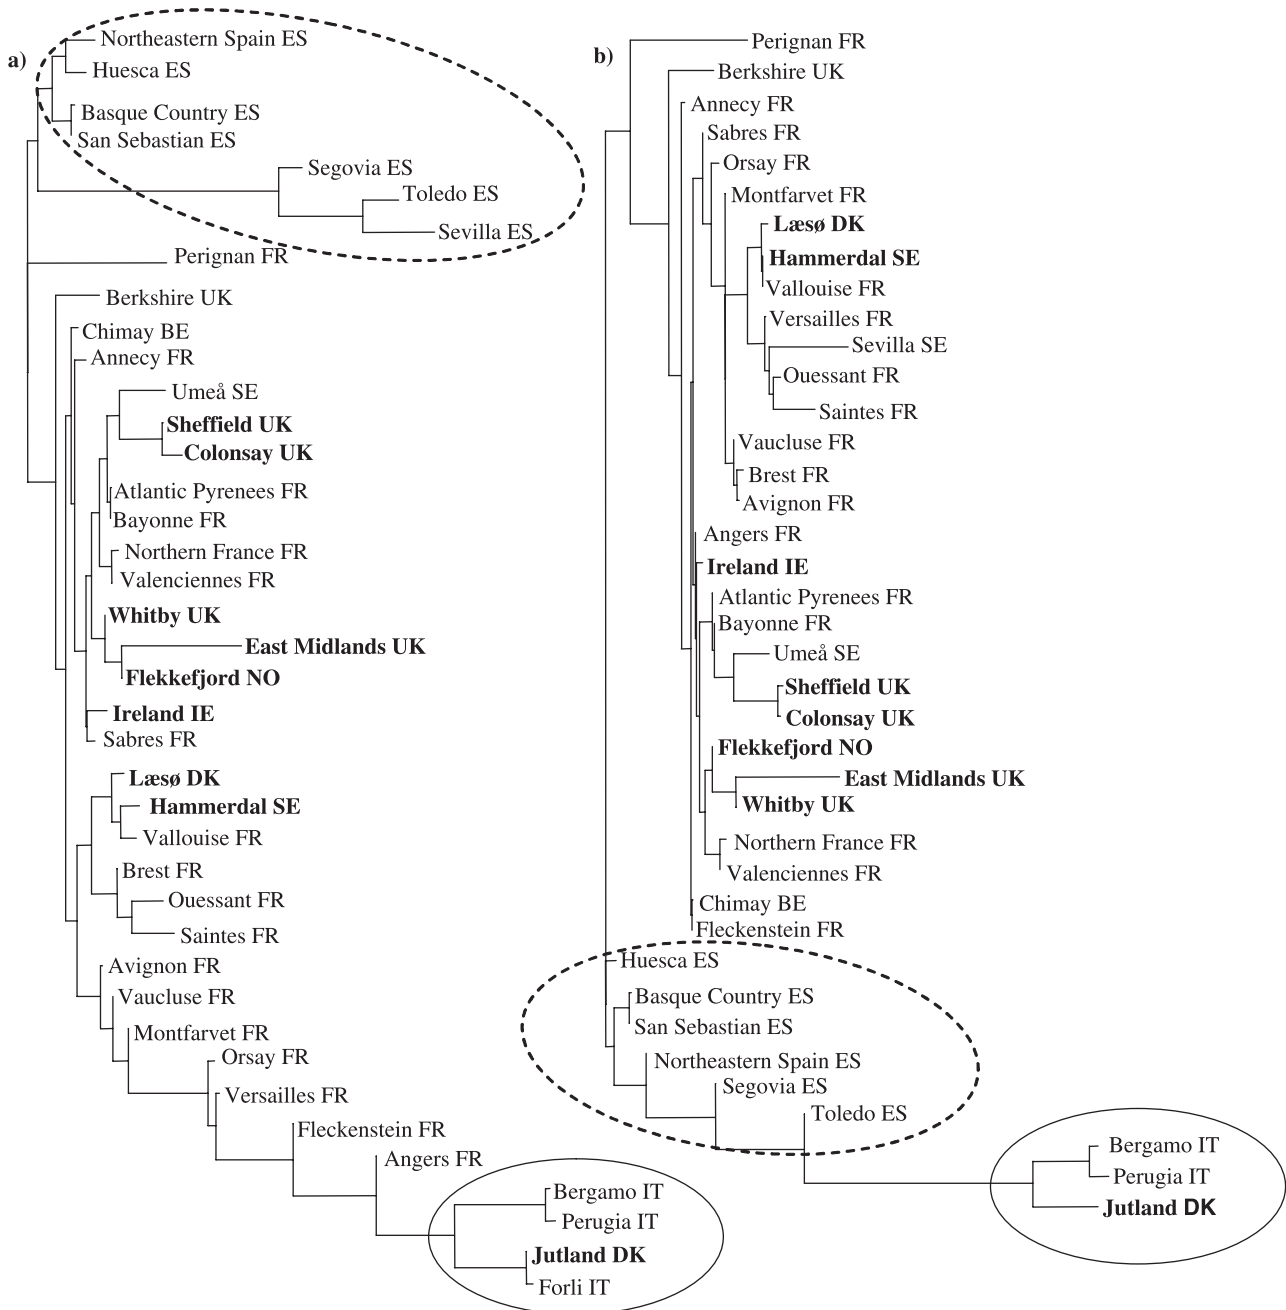 a)
Northeastern Spain ES
Huesca ES
Basque Country ES
San Sebastian ES
Segovia ES
Toledo ES
Sevilla ES
Perignan FR
Berkshire UK
Chimay BE
Annecy FR
Umeå SE
Sheffield UK
Colonsay UK
Atlantic Pyrenees FR
Bayonne FR
Northern France FR
Valenciennes FR
Whitby UK
East Midlands UK
Flekkefjord NO
Ireland IE
Sabres FR
Læsø DK
Hammerdal SE
Vallouise FR
Brest FR
Ouessant FR
Saintes FR
Avignon FR
Vaucluse FR
Montfarvet FR
Orsay FR
Versailles FR
Fleckenstein FR
Angers FR
Bergamo IT
Perugia IT
Jutland DK
Forli IT
b)
Perignan FR
Berkshire UK
Annecy FR
Sabres FR
Orsay FR
Montfarvet FR
Læsø DK
Hammerdal SE
Vallouise FR
Versailles FR
Sevilla SE
Ouessant FR
Saintes FR
Vaucluse FR
Brest FR
Avignon FR
Angers FR
Ireland IE
Atlantic Pyrenees FR
Bayonne FR
Umeå SE
Sheffield UK
Colonsay UK
Flekkefjord NO
East Midlands UK
Whitby UK
Northern France FR
Valenciennes FR
Chimay BE
Fleckenstein FR
Huesca ES
Basque Country ES
San Sebastian ES
Northeastern Spain ES
Segovia ES
Toledo ES
Bergamo IT
Perugia IT
Jutland DK